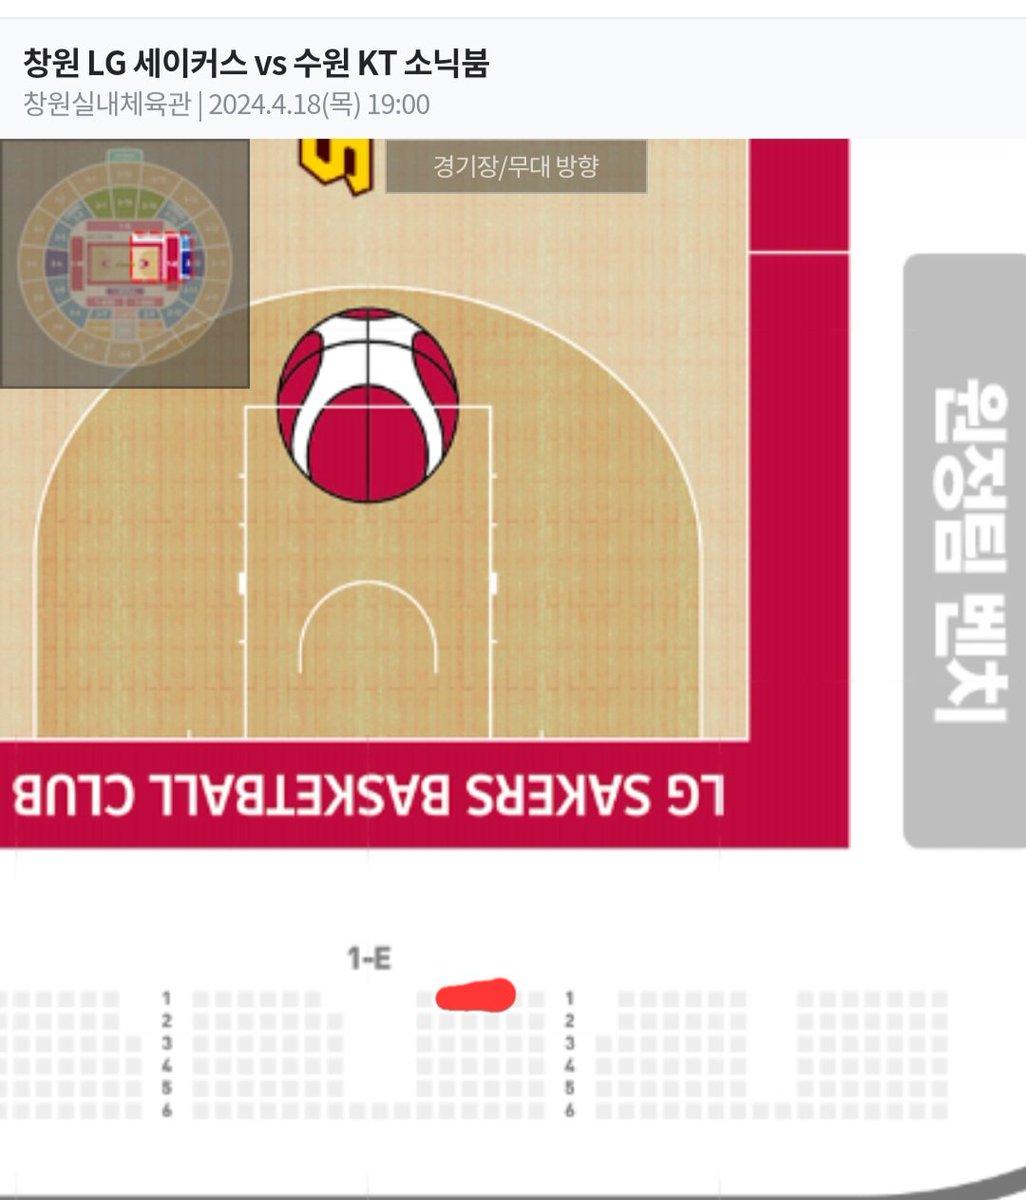 창원 LG 세이커스 vs 수원 KT 소닉붐
창원실내체육관 | 2024.4.18(목) 19:00
경기장/무대 방향
원정팀 벤치
LG SAKERS BASKETBALL CLUB
1-E
1 1
2 2
3 3
4 4
5 5
6 6